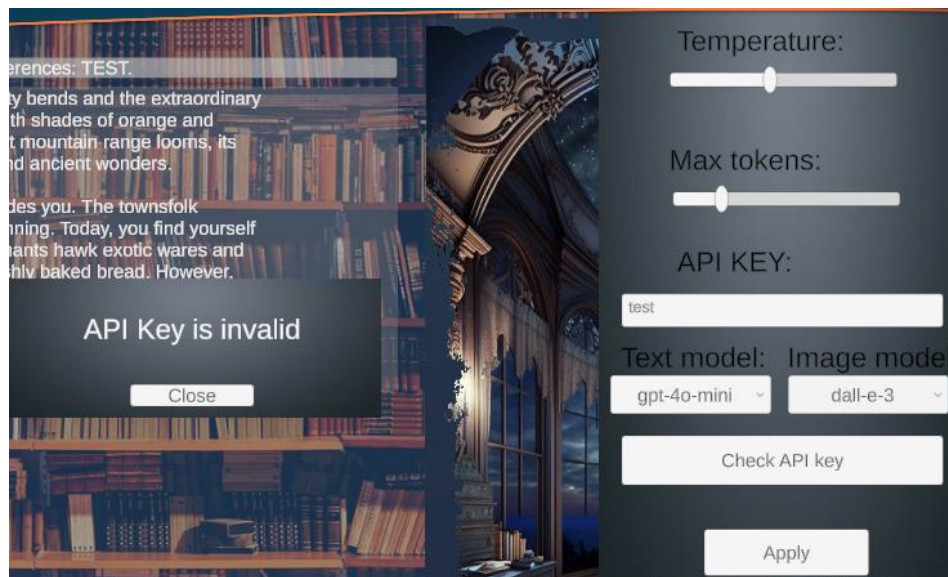 erences: TEST.
ty bends and the extraordinary
th shades of orange and
t mountain range looms, its
nd ancient wonders.
des you. The townsfolk
nning. Today, you find yourself
hants hawk exotic wares and
shly baked bread. However,
API Key is invalid
Close
Temperature:
Max tokens:
API KEY:
test
Text model: Image mode
gpt-4o-mini dall-e-3
Check API key
Apply